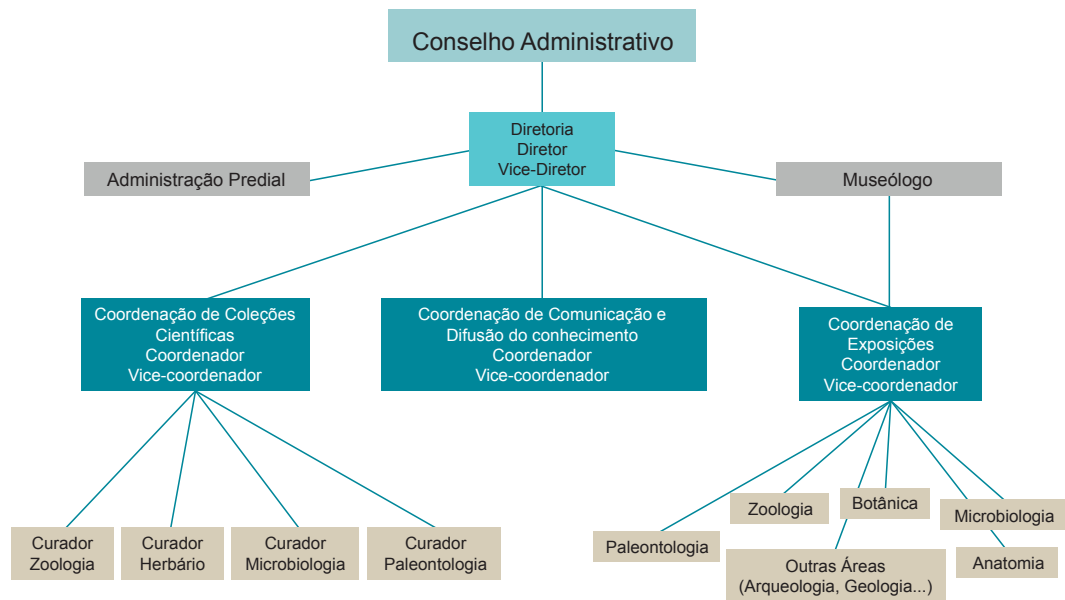 Conselho Administrativo
Diretoria
Diretor
Vice-Diretor
Administração Predial
Museólogo
Coordenação de Coleções
Científicas
Coordenador
Vice-coordenador
Coordenação de Comunicação e
Difusão do conhecimento
Coordenador
Vice-coordenador
Coordenação de
Exposições
Coordenador
Vice-coordenador
Curador
Zoologia
Curador
Herbário
Curador
Microbiologia
Curador
Paleontologia
Paleontologia
Zoologia
Outras Áreas
(Arqueologia, Geologia...)
Botânica
Microbiologia
Anatomia